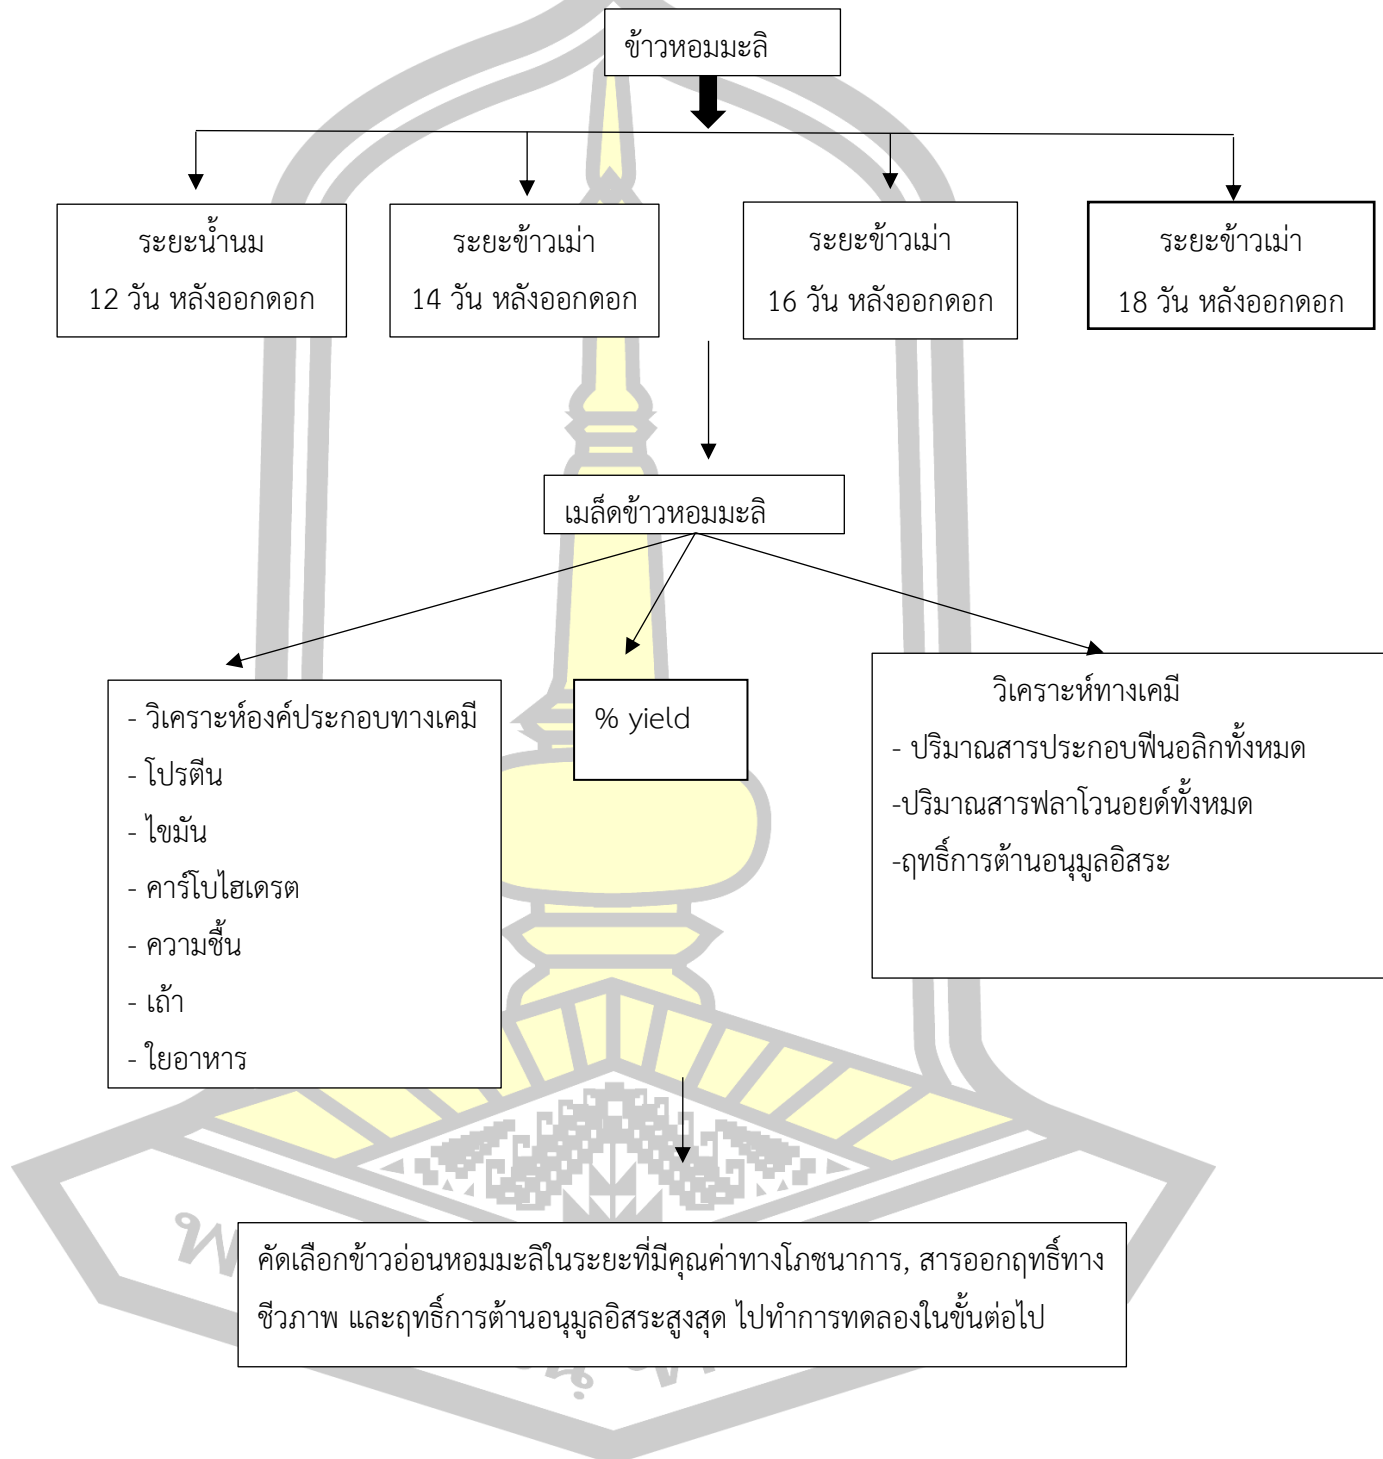 ข้าวหอมมะลิ
ระยะน้ำนม
12 วัน หลังออกดอก
ระยะข้าวเม่า
14 วัน หลังออกดอก
ระยะข้าวเม่า
16 วัน หลังออกดอก
ระยะข้าวเม่า
18 วัน หลังออกดอก
เมล็ดข้าวหอมมะลิ
- วิเคราะห์องค์ประกอบทางเคมี
- โปรตีน
- ไขมัน
- คาร์โบไฮเดรต
- ความชื้น
- เถ้า
- ใยอาหาร
% yield
วิเคราะห์ทางเคมี
- ปริมาณสารประกอบฟีนอลิกทั้งหมด
-ปริมาณสารฟลาโวนอยด์ทั้งหมด
-ฤทธิ์การต้านอนุมูลอิสระ
คัดเลือกข้าวอ่อนหอมมะลิในระยะที่มีคุณค่าทางโภชนาการ, สารออกฤทธิ์ทาง
ชีวภาพ และฤทธิ์การต้านอนุมูลอิสระสูงสุด ไปทำการทดลองในขั้นต่อไป